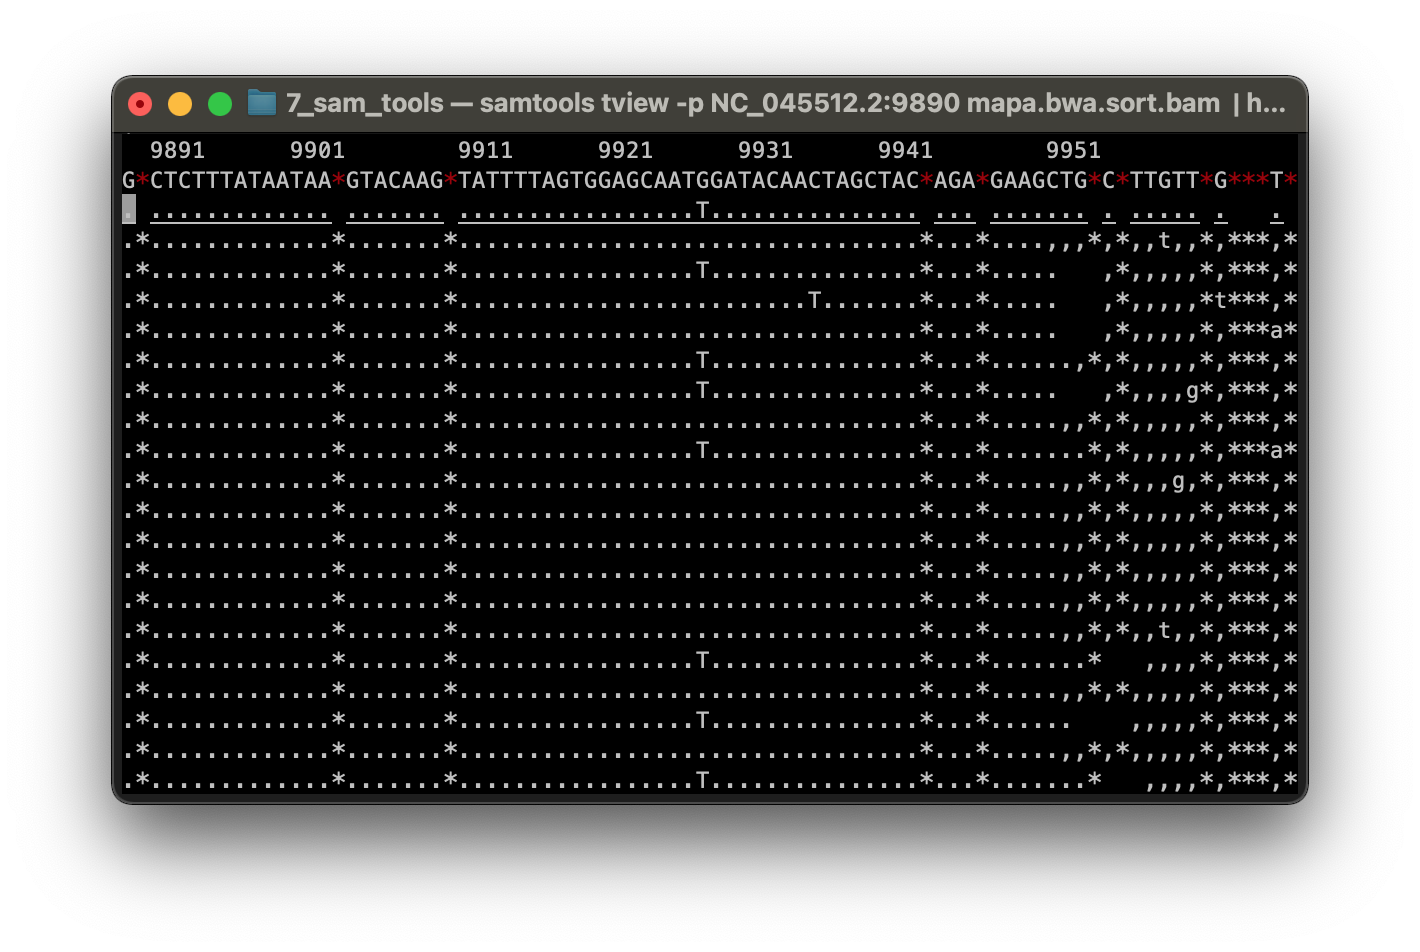 7_sam_tools — samtools tview -p NC_045512.2:9890 mapa.bwa.sort.bam | h...
  9891      9901        9911      9921      9931      9941        9951
G*CTCTTTATAATAA*GTACAAG*TATTTTAGTGGAGCAATGGATACAACTAGCTAC*AGA*GAAGCTG*C*TTGTT*G***T*
. ............. ....... .................T............... ... ....... . ..... .   .
.*.............*.......*.................................*...*....,,,*,*,,t,,*,***,*
.*.............*.......*.................T...............*...*.....   ,*,,,,,*,***,*
.*.............*.......*.........................T.......*...*.....   ,*,,,,,*t***,*
.*.............*.......*.................................*...*.....   ,*,,,,,*,***a*
.*.............*.......*.................T...............*...*......,*,*,,,,,*,***,*
.*.............*.......*.................T...............*...*.....   ,*,,,,g*,***,*
.*.............*.......*.................................*...*.....,,*,*,,,,,*,***,*
.*.............*.......*.................T...............*...*.......*,*,,,,,*,***a*
.*.............*.......*.................................*...*.....,,*,*,,,g,*,***,*
.*.............*.......*.................................*...*.....,,*,*,,,,,*,***,*
.*.............*.......*.................................*...*.....,,*,*,,,,,*,***,*
.*.............*.......*.................................*...*.....,,*,*,,,,,*,***,*
.*.............*.......*.................................*...*.....,,*,*,,,,,*,***,*
.*.............*.......*.................................*...*.....,,*,*,,t,,*,***,*
.*.............*.......*.................T...............*...*.......*   ,,,,*,***,*
.*.............*.......*.................................*...*.....,,*,*,,,,,*,***,*
.*.............*.......*.................T...............*...*......    ,,,,,*,***,*
.*.............*.......*.................................*...*.....,,*,*,,,,,*,***,*
.*.............*.......*.................T...............*...*.......*   ,,,,*,***,*